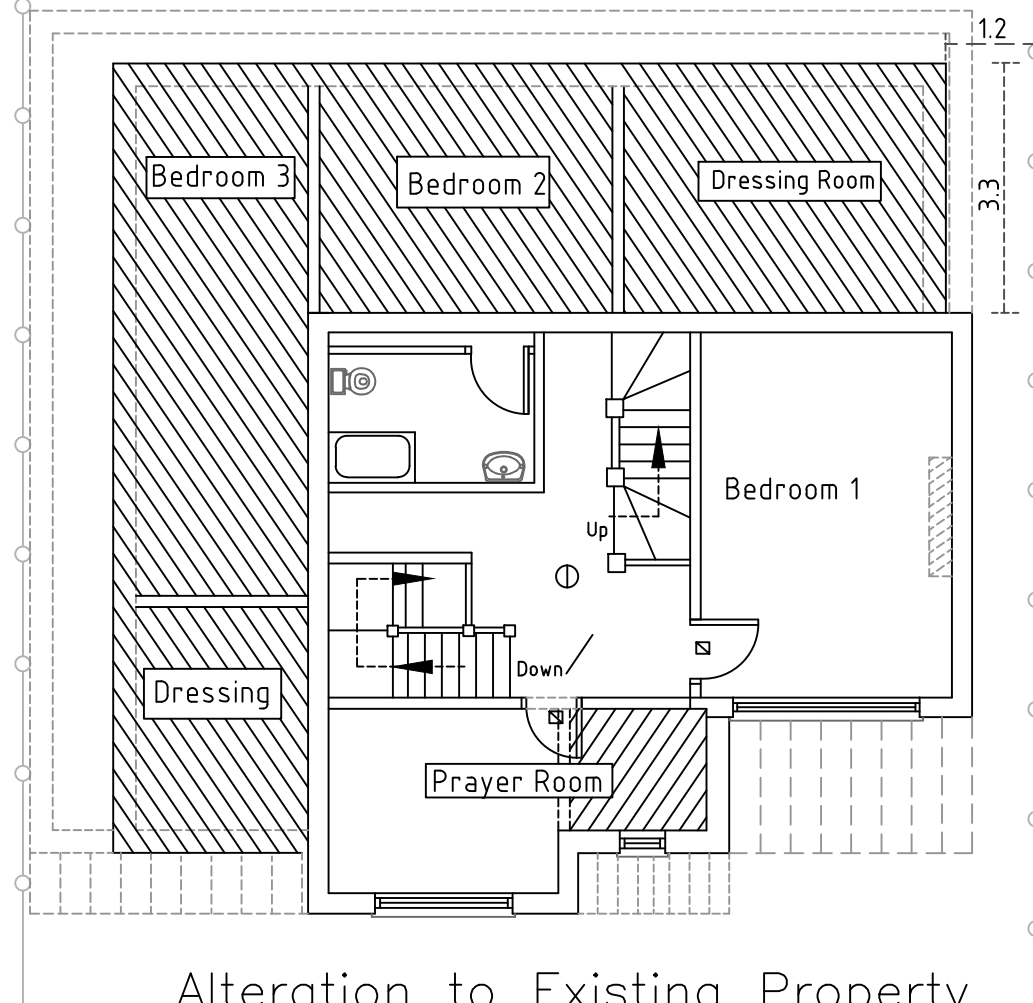 1.2
Bedroom 3
Bedroom 2
Dressing Room
3.3
Bedroom 1
Up
Down
Dressing
Prayer Room
Alteration to Existing Property